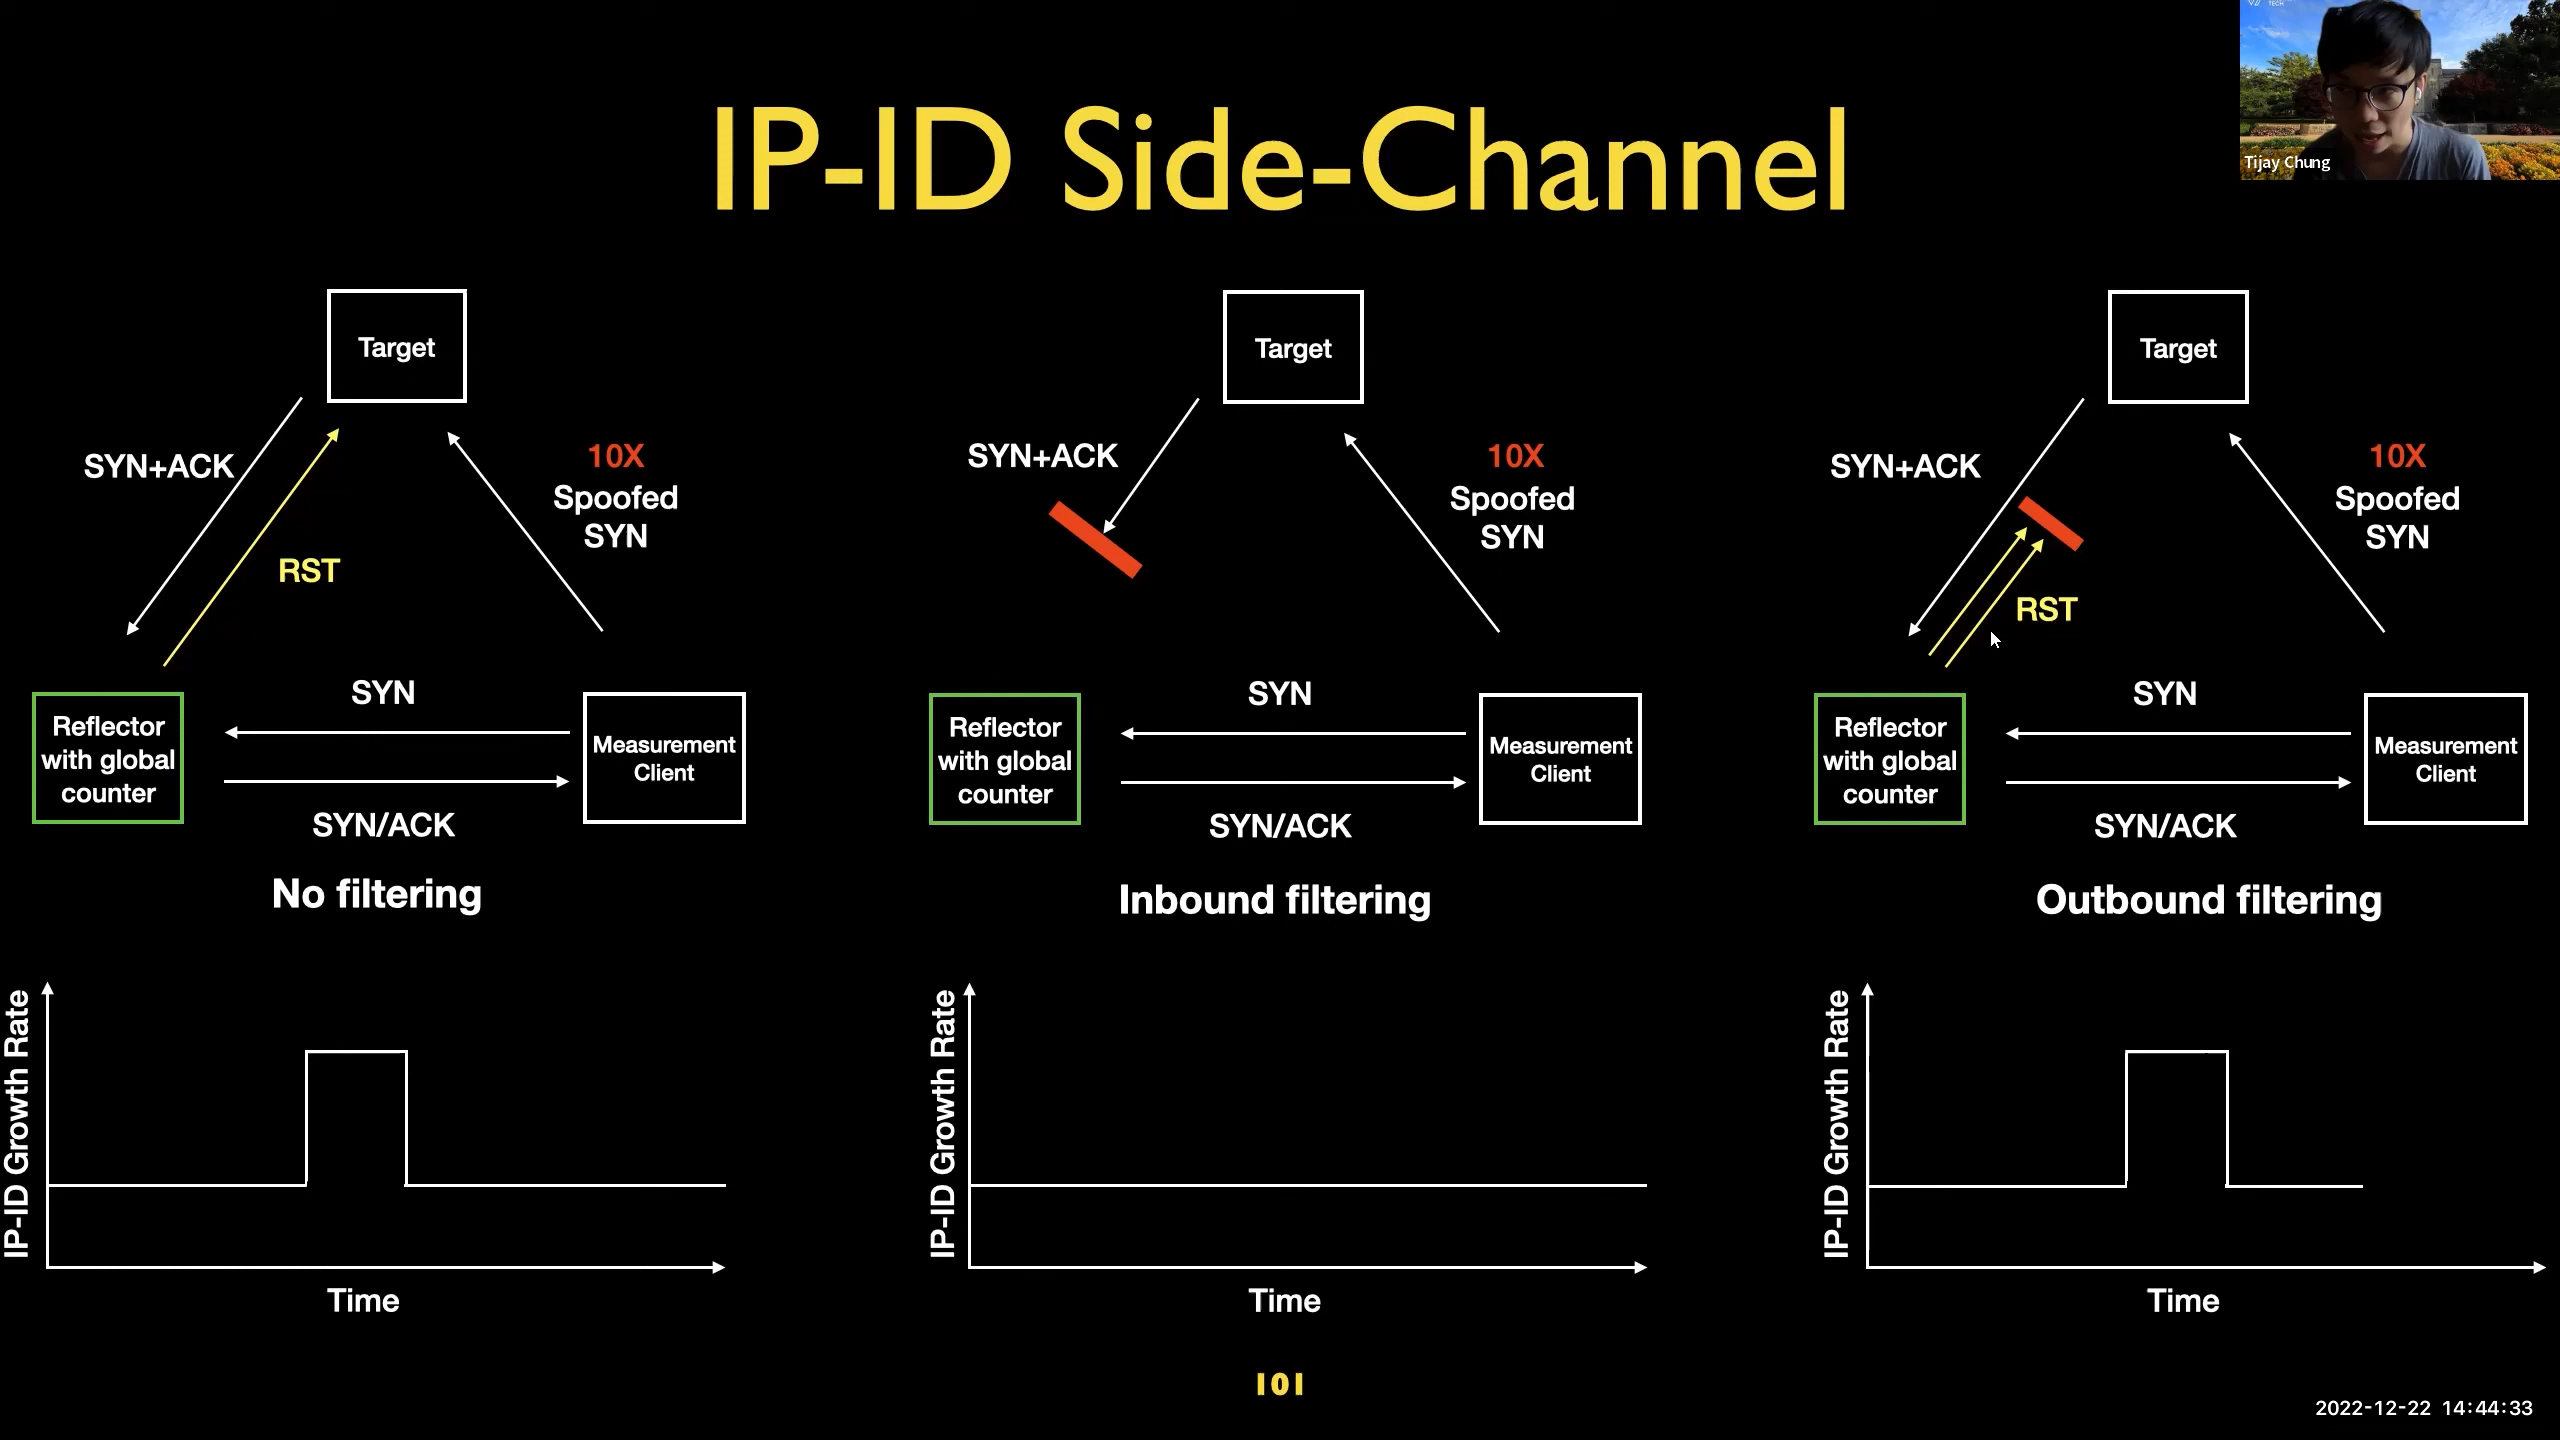 TECH
Tijay Chung
IP-ID Side-Channel
Target
SYN+ACK
RST
10X
Spoofed
SYN
Reflector
with global
counter
SYN
SYN/ACK
Measurement
Client
No filtering
IP-ID Growth Rate
Time
Target
SYN+ACK
10X
Spoofed
SYN
Reflector
with global
counter
SYN
SYN/ACK
Measurement
Client
Inbound filtering
IP-ID Growth Rate
Time
Target
SYN+ACK
RST
10X
Spoofed
SYN
Reflector
with global
counter
SYN
SYN/ACK
Measurement
Client
Outbound filtering
IP-ID Growth Rate
Time
101
2022-12-22 14:44:33